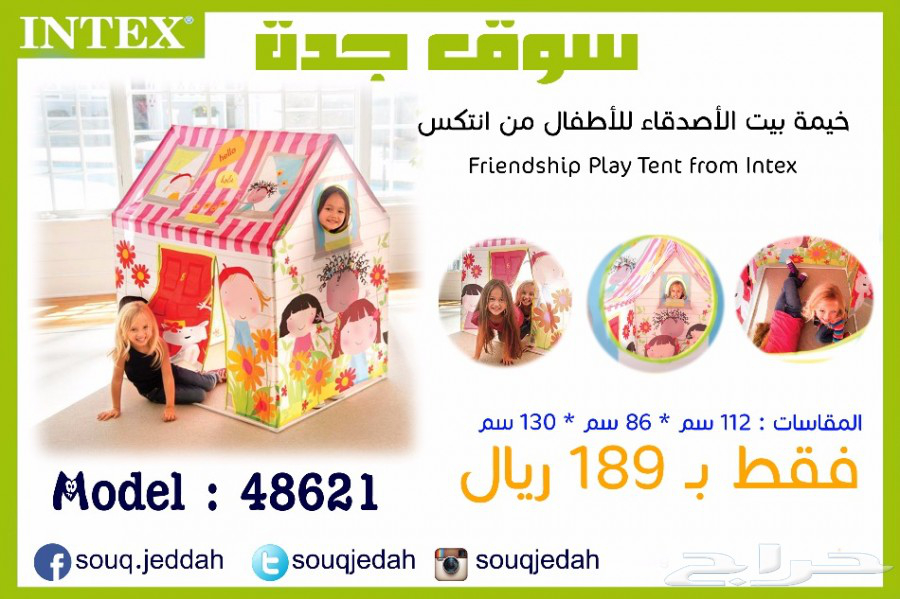 INTEX®
سوق جدة
خيمة بيت الأصدقاء للأطفال من انتكس
Friendship Play Tent from Intex
hello
المقاسات : 112 سم * 86 سم * 130 سم
فقط بـ 189 ريال
Model : 48621
souq.jeddah souqjedah souqjedah
حراج